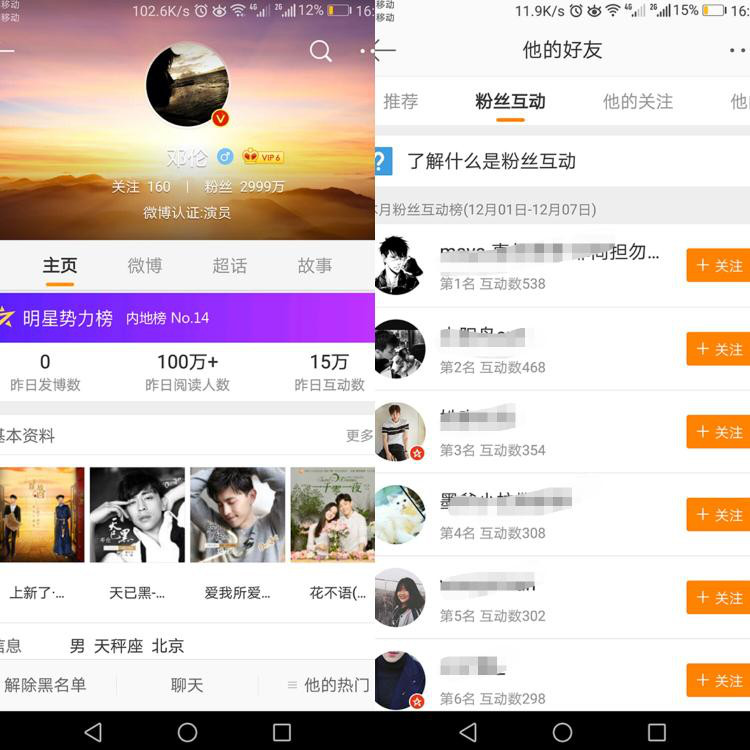 移动
移动
102.6K/s 4G 2G 12% 16:
V
邓伦 VIP 6
关注 160 | 粉丝 2999万
微博认证:演员
主页 微博 超话 故事
明星势力榜 内地榜 No.14
0 100万+ 15万
昨日发博数 昨日阅读人数 昨日互动数
基本资料 更多
上新了·... 天已黑-... 爱我所爱... 花不语(...
信息 男 天秤座 北京
解除黑名单 聊天 他的热门
移动
移动
11.9K/s 4G 2G 15% 16:
他的好友
推荐 粉丝互动 他的关注 他
? 了解什么是粉丝互动
本月粉丝互动榜(12月01日-12月07日)
担勿...
第1名 互动数538
+ 关注
第2名 互动数468
+ 关注
第3名 互动数354
+ 关注
第4名 互动数308
+ 关注
第5名 互动数302
+ 关注
第6名 互动数298
+ 关注